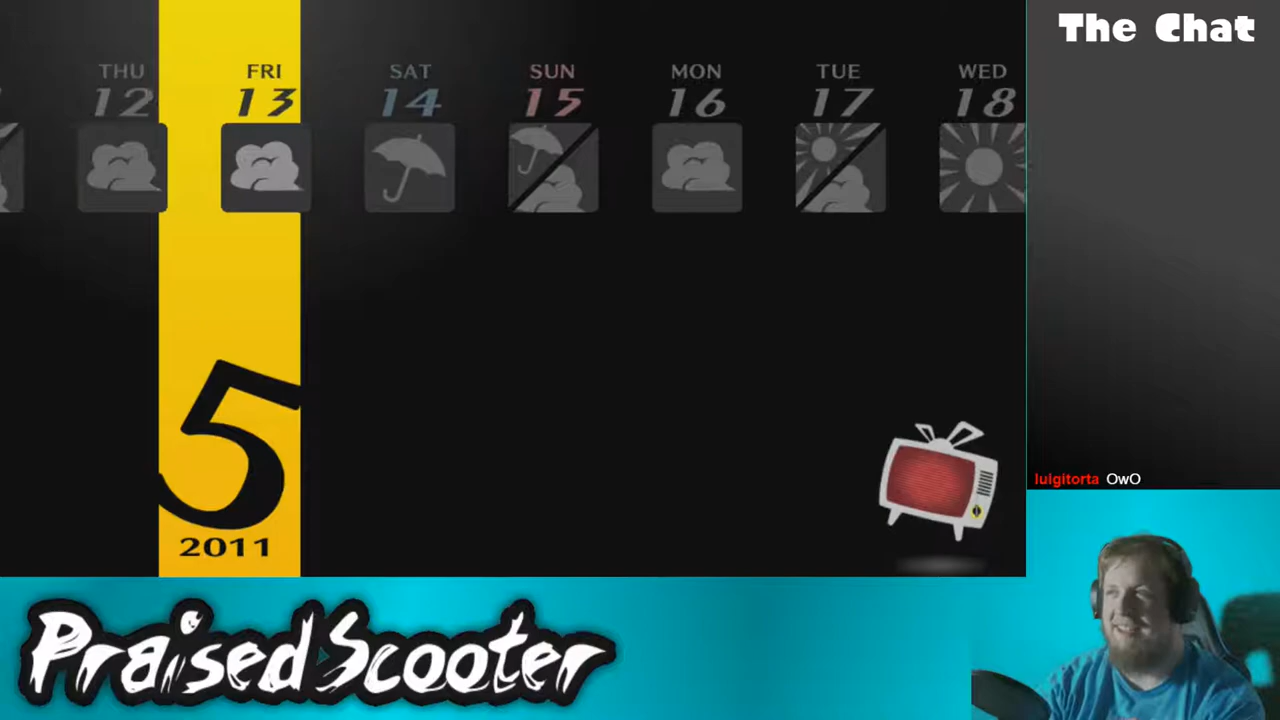 THU FRI SAT SUN MON TUE WED
12 13 14 15 16 17 18
5
2011
The Chat
luigitorta OwO
PraisedScooter